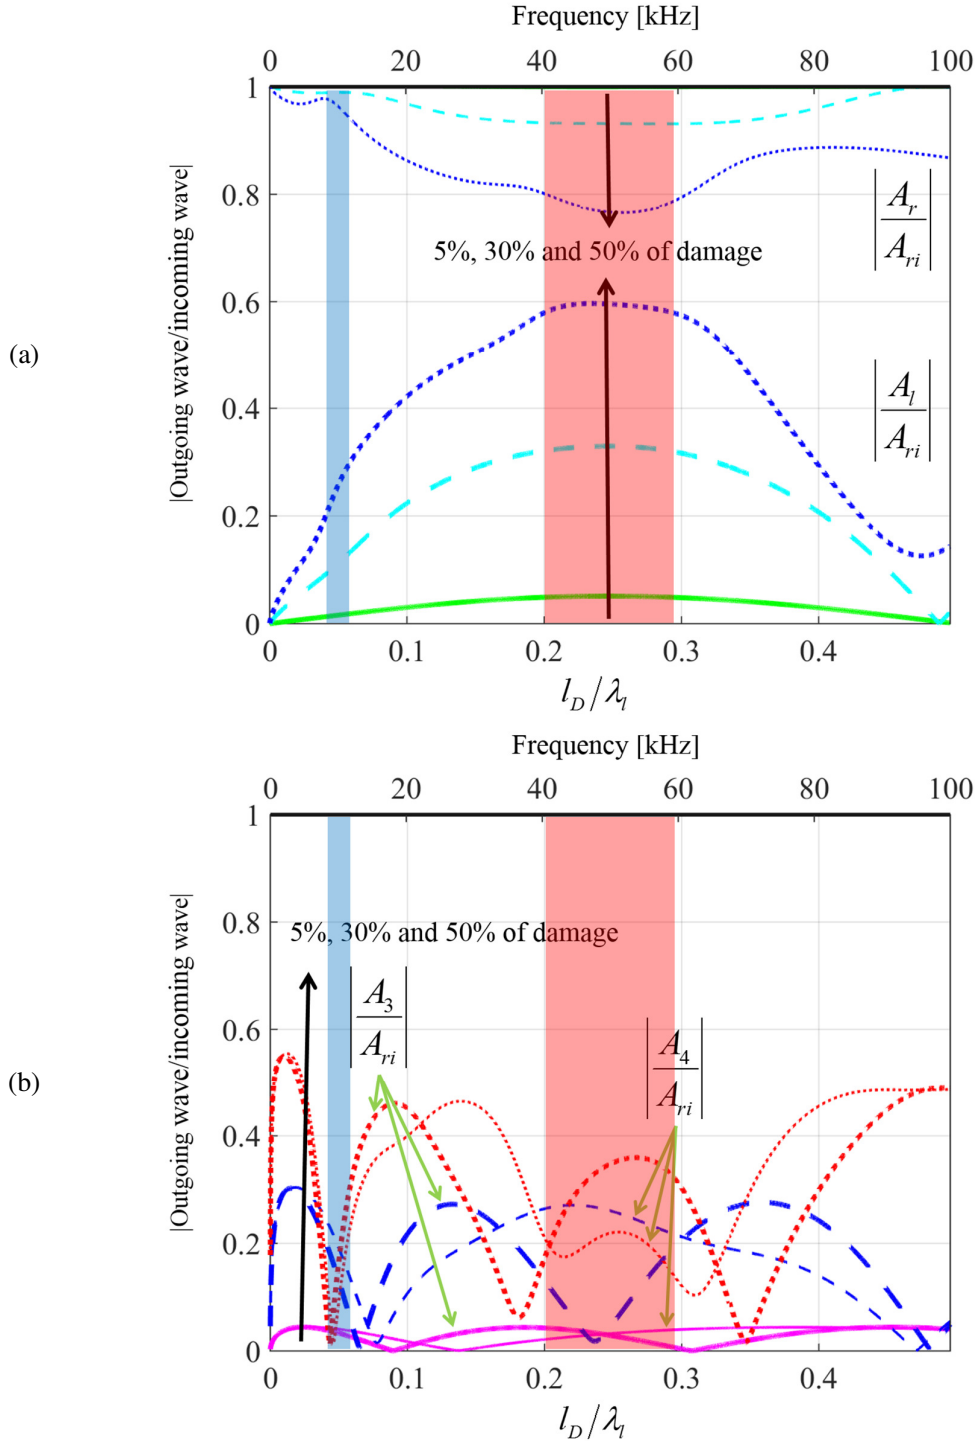 Frequency [kHz]
0 20 40 60 80 100
1
0.8
0.6
0.4
0.2
0
|Outgoing wave/incoming wave|
(a)
|A_r / A_ri|
5%, 30% and 50% of damage
|A_l / A_ri|
0 0.1 0.2 0.3 0.4
l_D/λ_l
Frequency [kHz]
0 20 40 60 80 100
1
0.8
0.6
0.4
0.2
0
|Outgoing wave/incoming wave|
(b)
5%, 30% and 50% of damage
|A_3 / A_ri|
|A_4 / A_ri|
0 0.1 0.2 0.3 0.4
l_D/λ_l